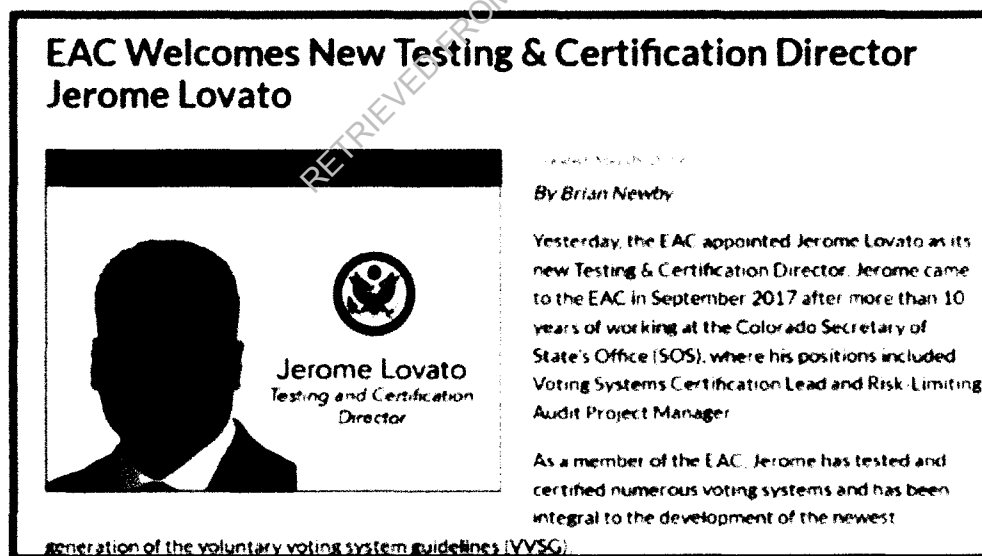 RETRIEVED FROM
EAC Welcomes New Testing & Certification Director
Jerome Lovato
By Brian Newby
Yesterday, the EAC appointed Jerome Lovato as its
new Testing & Certification Director. Jerome came
to the EAC in September 2017 after more than 10
years of working at the Colorado Secretary of
State's Office (SOS), where his positions included
Voting Systems Certification Lead and Risk-Limiting
Audit Project Manager
Jerome Lovato
Testing and Certification
Director
As a member of the EAC, Jerome has tested and
certified numerous voting systems and has been
integral to the development of the newest
generation of the voluntary voting system guidelines (VVSG)